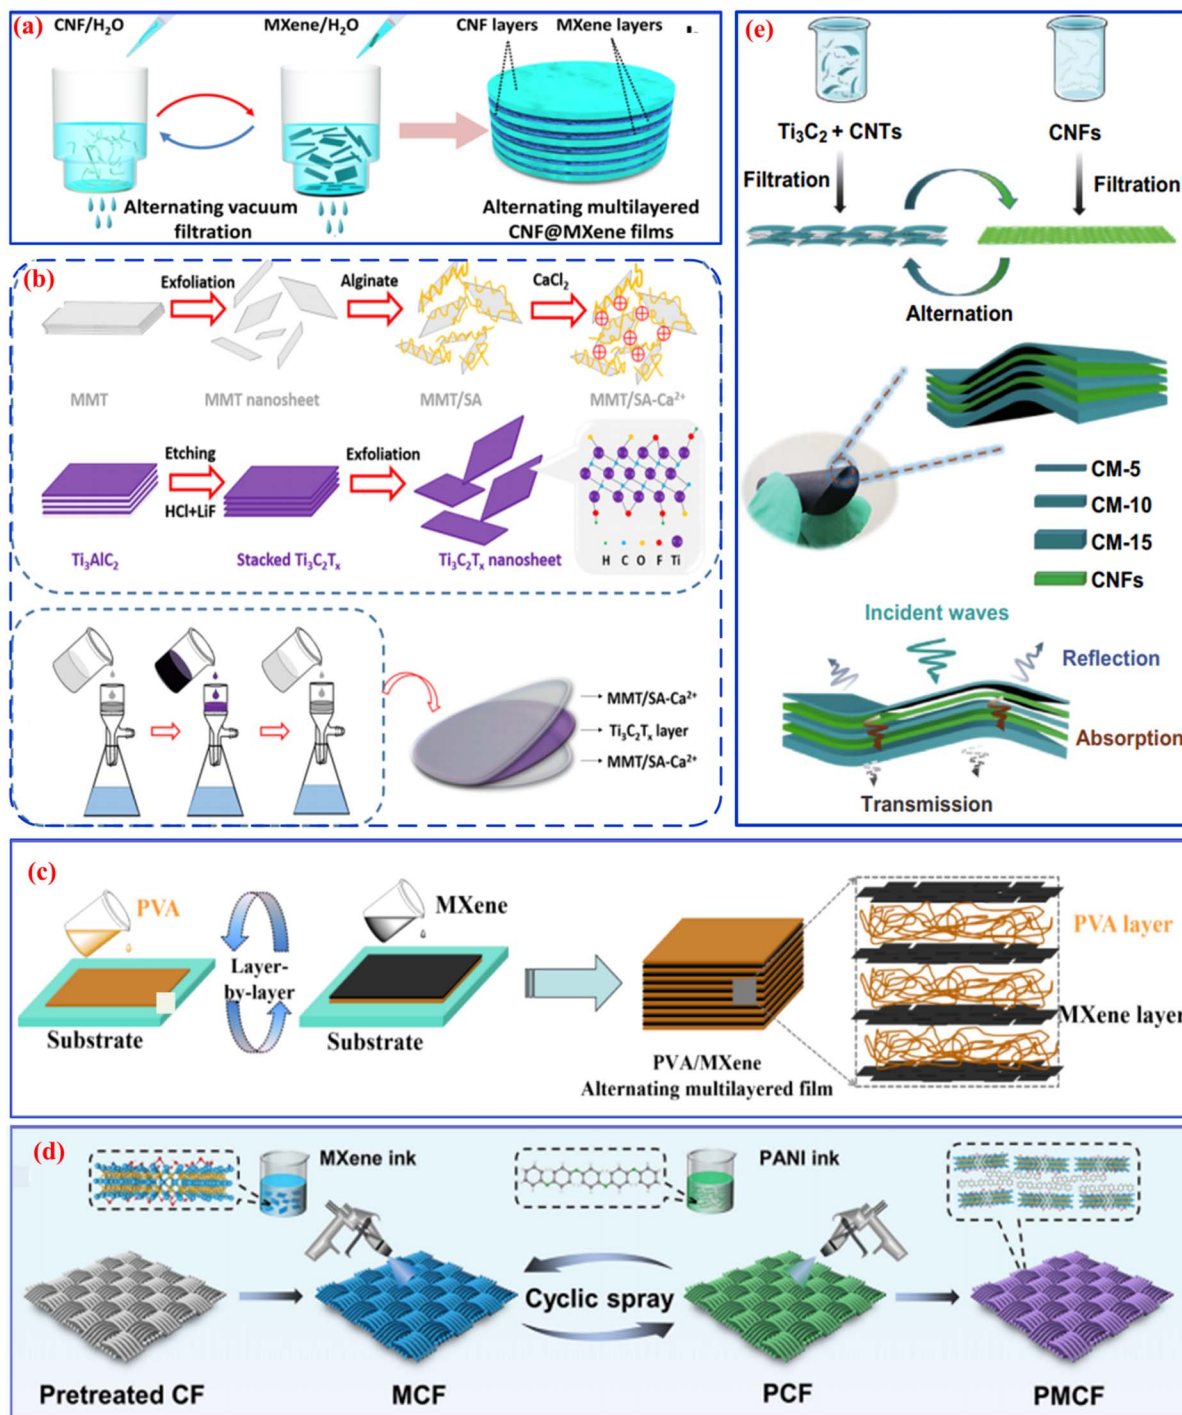 (a)
CNF/H₂O
MXene/H₂O
CNF layers
MXene layers
Alternating vacuum
filtration
Alternating multilayered
CNF@MXene films
(b)
Exfoliation
Alginate
CaCl₂
MMT
MMT nanosheet
MMT/SA
MMT/SA-Ca²⁺
Etching
HCl+LiF
Exfoliation
Ti₃AlC₂
Stacked Ti₃C₂Tₓ
Ti₃C₂Tₓ nanosheet
H C O F Ti
MMT/SA-Ca²⁺
Ti₃C₂Tₓ layer
MMT/SA-Ca²⁺
(e)
Ti₃C₂ + CNTs
CNFs
Filtration
Filtration
Alternation
CM-5
CM-10
CM-15
CNFs
Incident waves
Reflection
Absorption
Transmission
(c)
PVA
MXene
Layer-
by-layer
Substrate
Substrate
PVA/MXene
Alternating multilayered film
PVA layer
MXene layer
(d)
MXene ink
PANI ink
Cyclic spray
Pretreated CF
MCF
PCF
PMCF